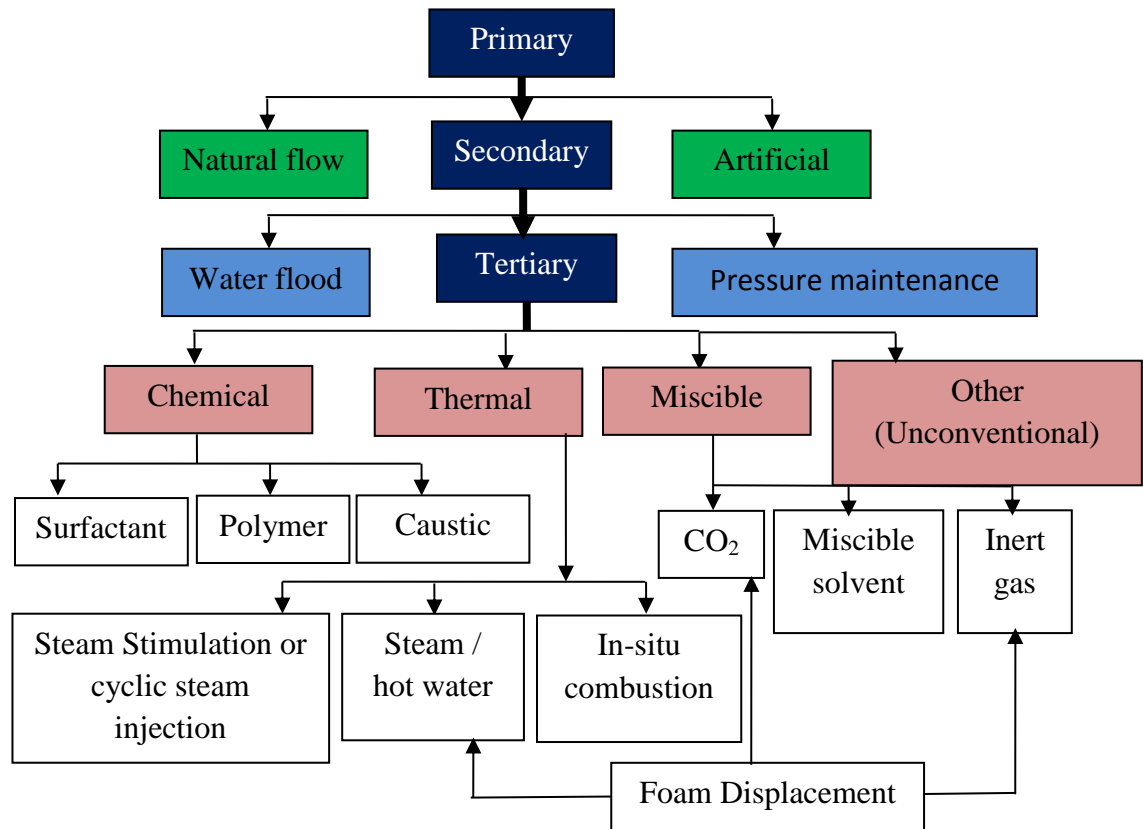 Primary
Natural flow
Secondary
Artificial
Water flood
Tertiary
Pressure maintenance
Chemical
Thermal
Miscible
Other
(Unconventional)
Surfactant
Polymer
Caustic
CO₂
Miscible
solvent
Inert
gas
Steam Stimulation or
cyclic steam
injection
Steam /
hot water
In-situ
combustion
Foam Displacement